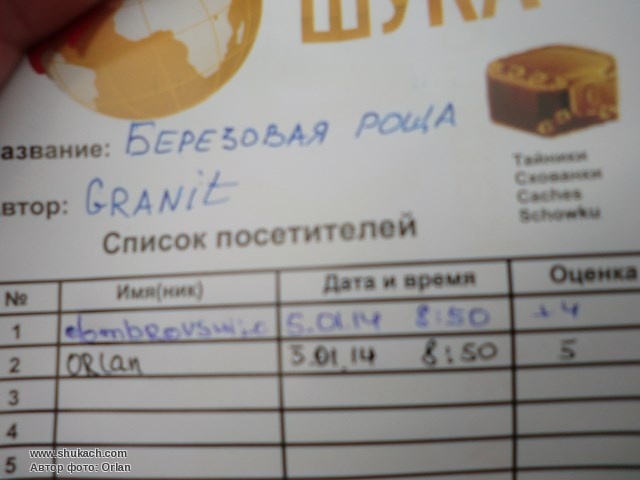 ШУКА
Тайники
Схованки
Caches
Schowku
азвание: БЕРЕЗОВАЯ РОЩА
втор: GRANit
Список посетителей
№ Имя(ник) Дата и время Оценка
1 5.01.14 8:50 +4
2 ORLan 5.01.14 8:50 5
3
4
5
www.shukach.com
Автор фото: Orlan